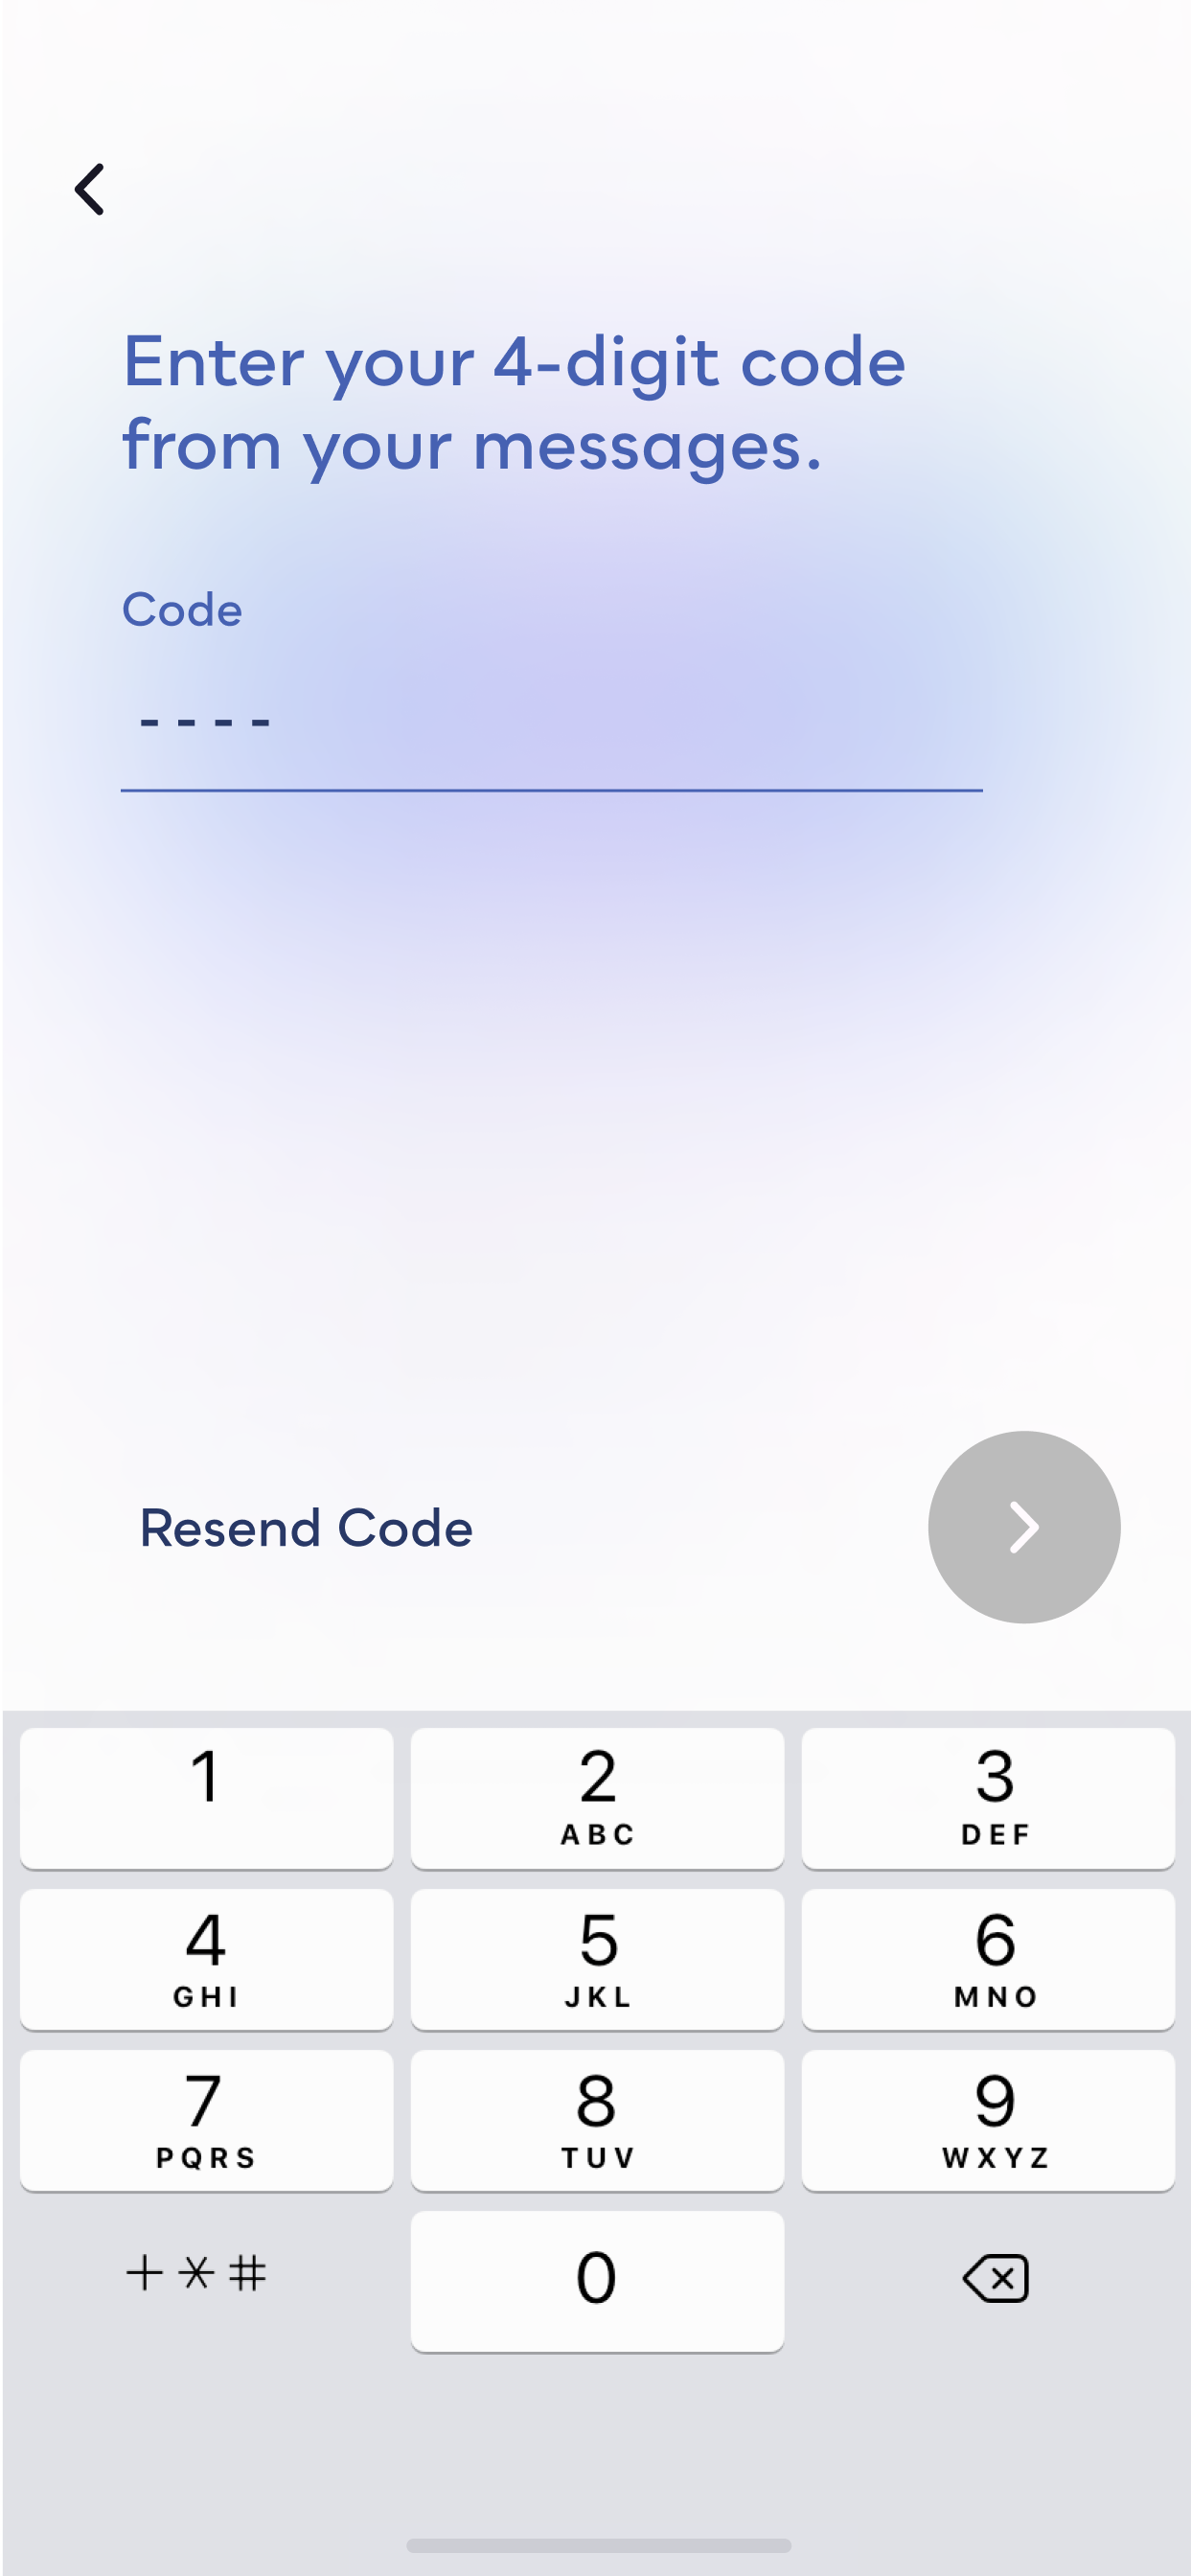 Enter your 4-digit code
from your messages.
Code
- - - -
Resend Code
1
2
ABC
3
DEF
4
GHI
5
JKL
6
MNO
7
PQRS
8
TUV
9
WXYZ
+ * #
0